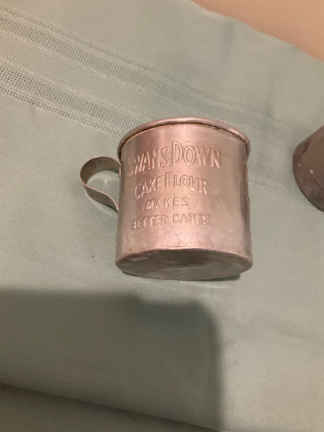 SWANS DOWN
CAKE FLOUR
MAKES
BETTER CAKES